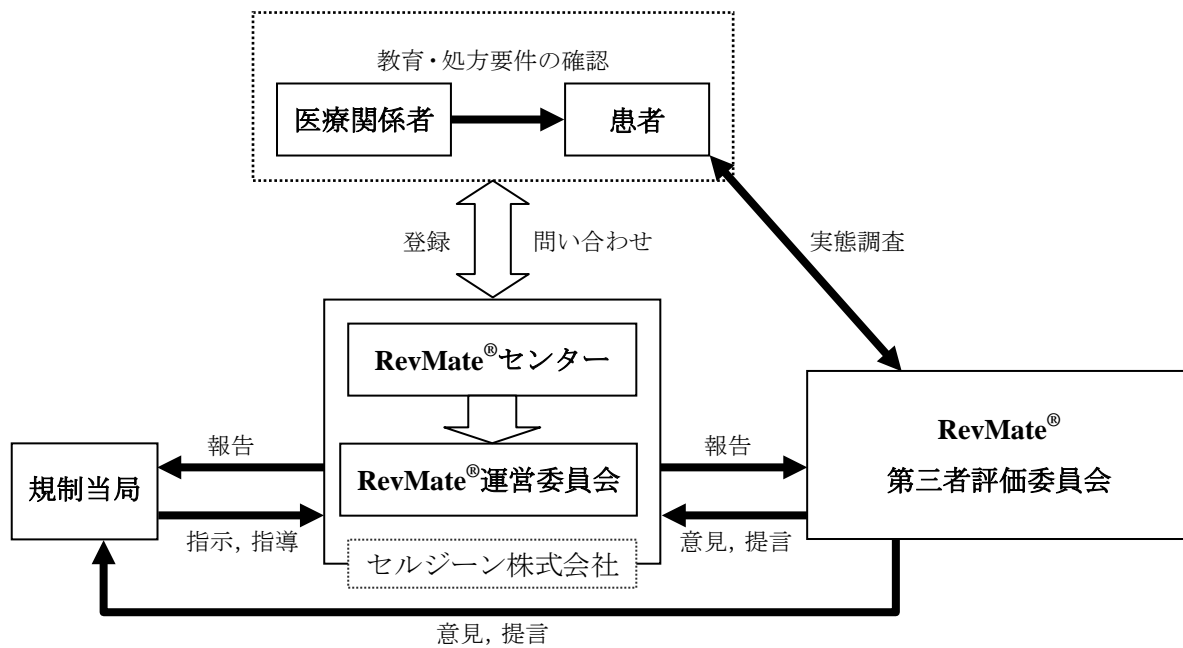 教育・処方要件の確認
医療関係者
患者
登録
問い合わせ
実態調査
RevMate®センター
RevMate®運営委員会
セルジーン株式会社
報告
規制当局
指示, 指導
報告
意見, 提言
RevMate®
第三者評価委員会
意見, 提言